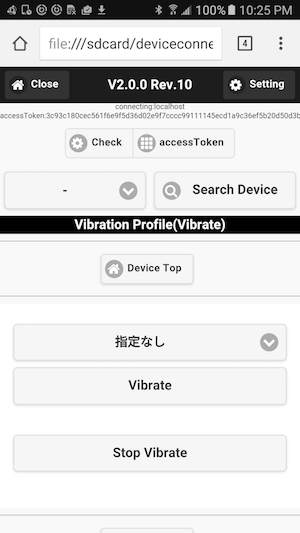 100% 10:25 PM
file:///sdcard/deviceconne
4
Close
V2.0.0 Rev.10
Setting
connecting:localhost
accessToken:3c93c180cec561f6e9f5d36d02e9f7cccc99111145ecd1a9c36ef5b20d50d3b
Check
accessToken
-
Search Device
Vibration Profile(Vibrate)
Device Top
指定なし
Vibrate
Stop Vibrate